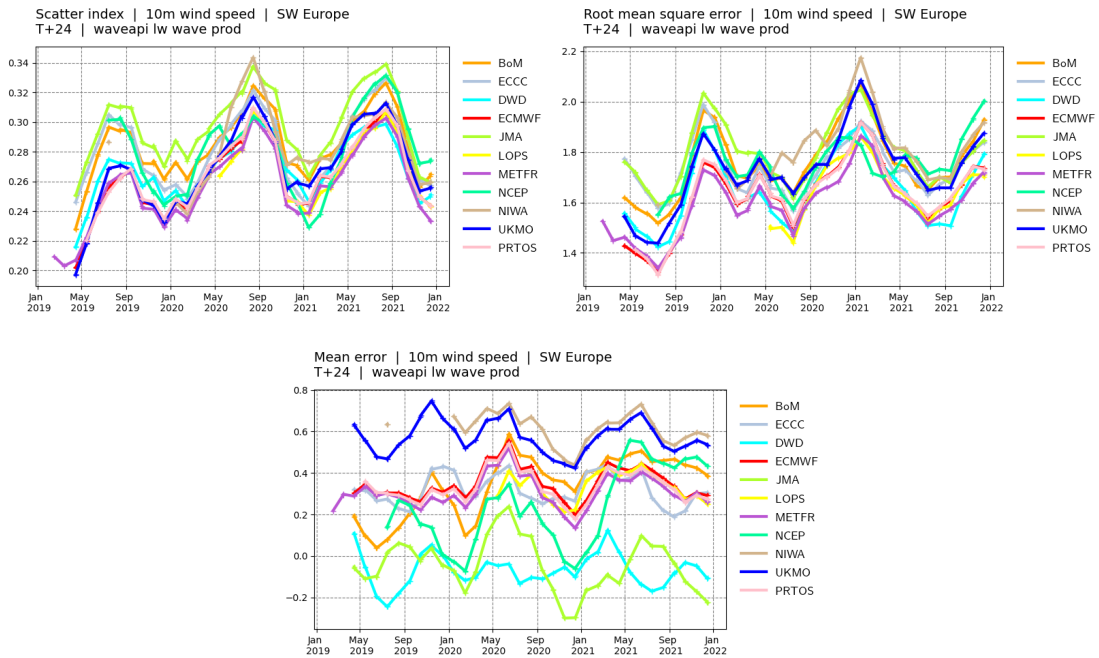 Scatter index | 10m wind speed | SW Europe
T+24 | waveapi lw wave prod
0.34
0.32
0.30
0.28
0.26
0.24
0.22
0.20
Jan May Sep Jan May Sep Jan May Sep Jan
2019 2019 2019 2020 2020 2020 2021 2021 2021 2022
BoM
ECCC
DWD
ECMWF
JMA
LOPS
METFR
NCEP
NIWA
UKMO
PRTOS
Root mean square error | 10m wind speed | SW Europe
T+24 | waveapi lw wave prod
2.2
2.0
1.8
1.6
1.4
Jan May Sep Jan May Sep Jan May Sep Jan
2019 2019 2019 2020 2020 2020 2021 2021 2021 2022
BoM
ECCC
DWD
ECMWF
JMA
LOPS
METFR
NCEP
NIWA
UKMO
PRTOS
Mean error | 10m wind speed | SW Europe
T+24 | waveapi lw wave prod
0.8
0.6
0.4
0.2
0.0
−0.2
Jan May Sep Jan May Sep Jan May Sep Jan
2019 2019 2019 2020 2020 2020 2021 2021 2021 2022
BoM
ECCC
DWD
ECMWF
JMA
LOPS
METFR
NCEP
NIWA
UKMO
PRTOS